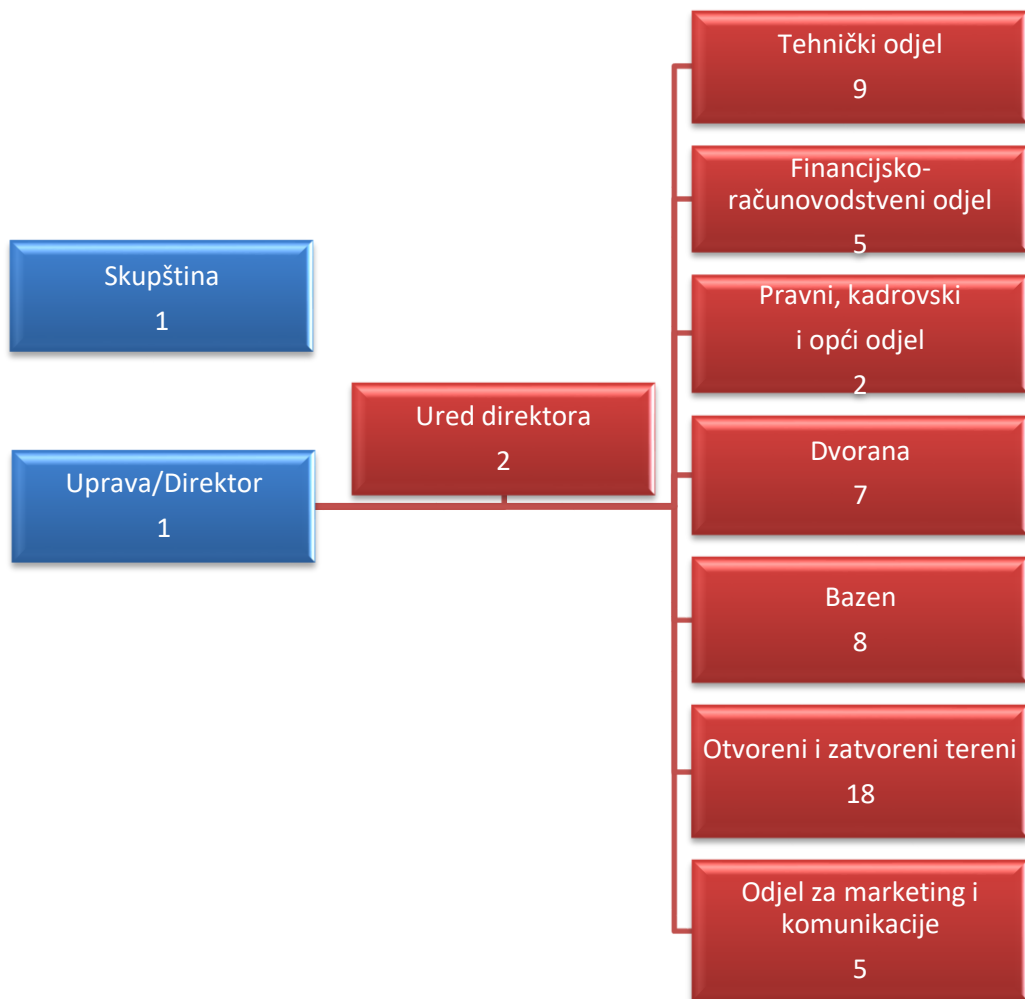 Skupština
1
Uprava/Direktor
1
Ured direktora
2
Tehnički odjel
9
Financijsko-
računovodstveni odjel
5
Pravni, kadrovski
i opći odjel
2
Dvorana
7
Bazen
8
Otvoreni i zatvoreni tereni
18
Odjel za marketing i
komunikacije
5